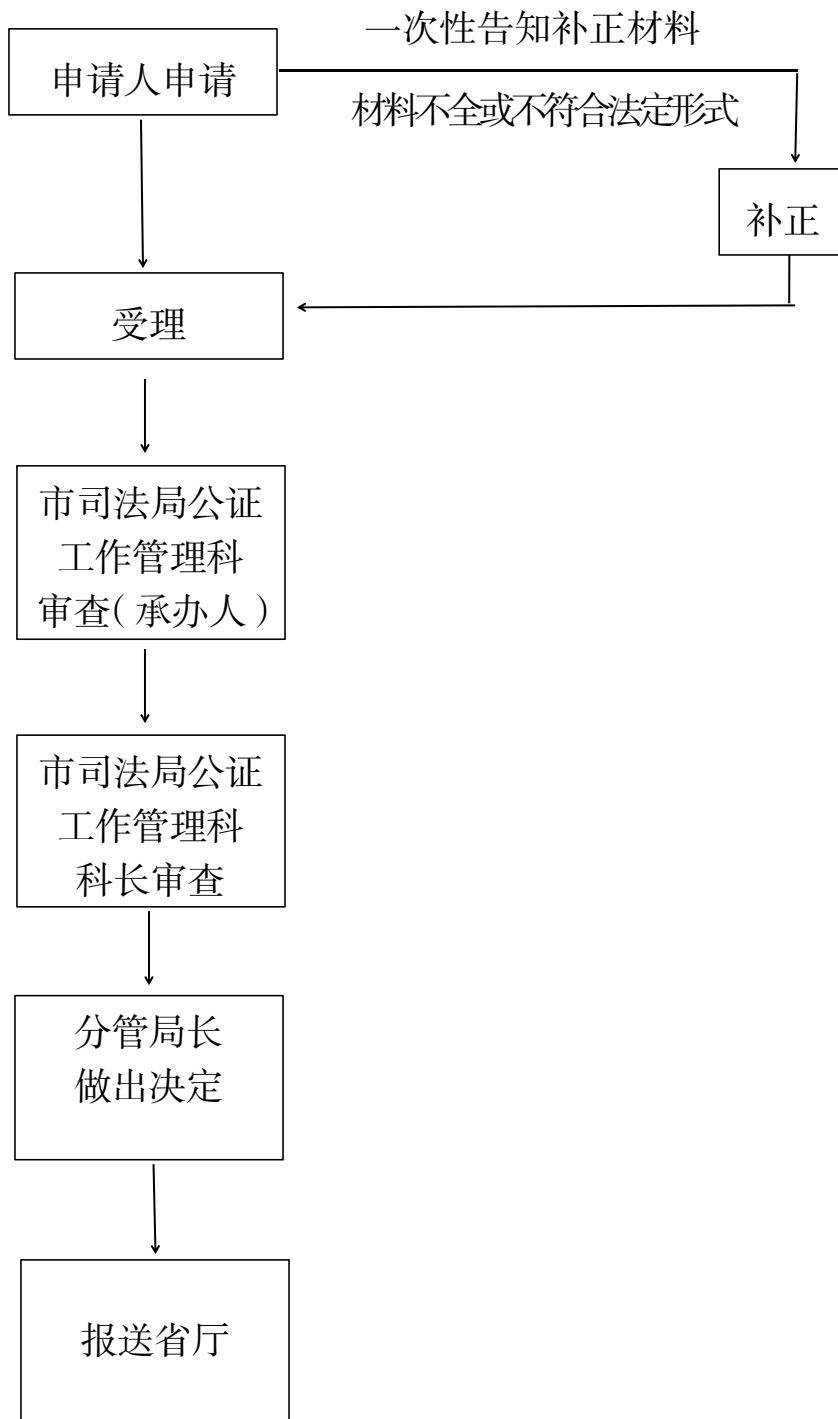 一次性告知补正材料
申请人申请
材料不全或不符合法定形式
补正
受理
市司法局公证
工作管理科
审查(承办人)
市司法局公证
工作管理科
科长审查
分管局长
做出决定
报送省厅